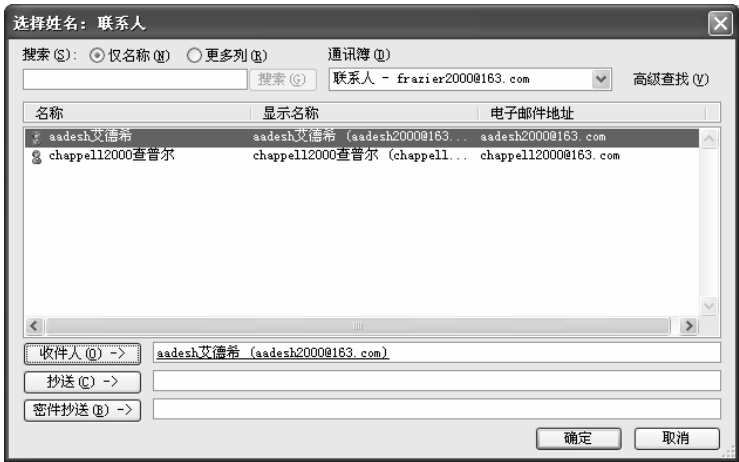 选择姓名: 联系人
搜索(S): 仅名称(N) 更多列(R) 通讯簿(D)
搜索(G) 联系人 - frazier2000@163.com 高级查找(V)
名称 显示名称 电子邮件地址
aadesh艾德希 aadesh艾德希 (aadesh2000@163... aadesh2000@163.com
chappell2000查普尔 chappell2000查普尔 (chappell... chappell2000@163.com
收件人(O) -> aadesh艾德希 (aadesh2000@163.com)
抄送(C) ->
密件抄送(B) ->
确定 取消